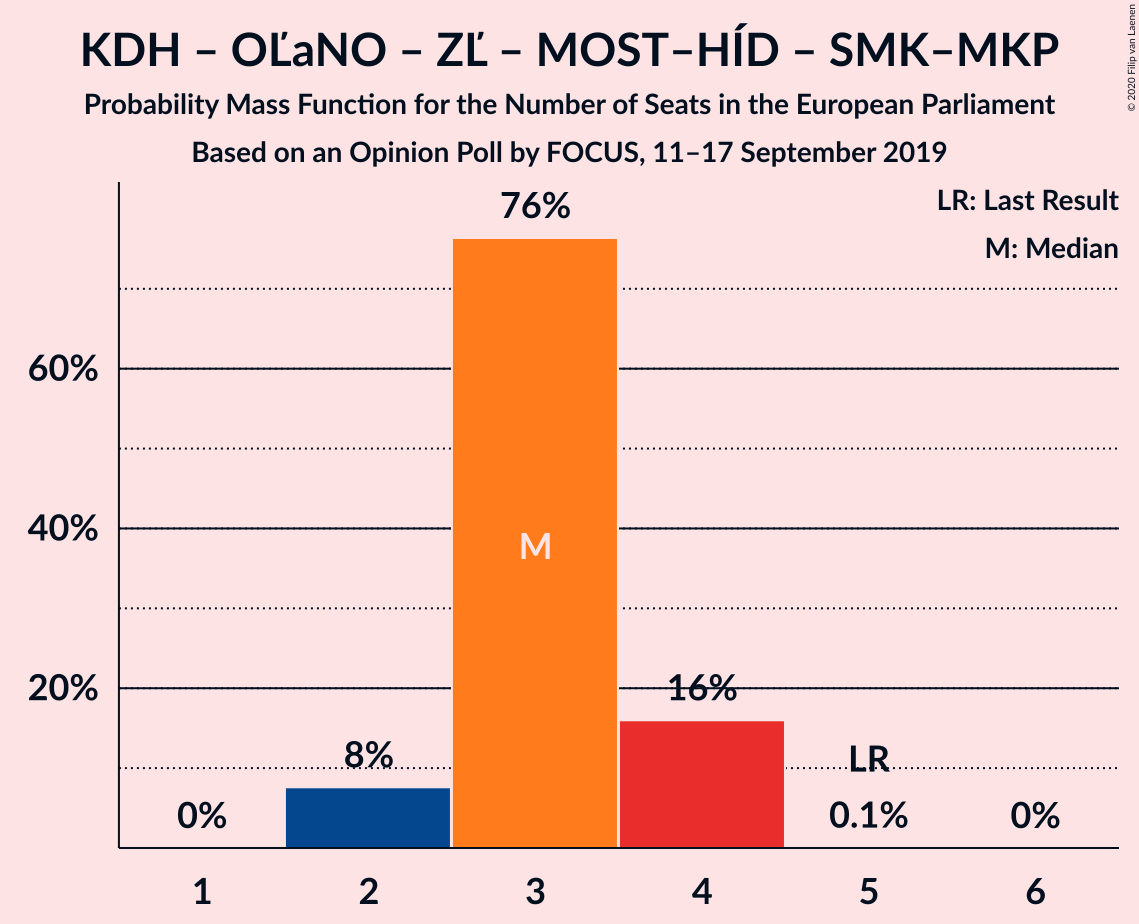 KDH – OĽaNO – ZĽ – MOST–HÍD – SMK–MKP
Probability Mass Function for the Number of Seats in the European Parliament
Based on an Opinion Poll by FOCUS, 11–17 September 2019
© 2020 Filip van Laenen
LR: Last Result
M: Median
76%
60%
40%
M
20%
16%
8%
LR
0%
0.1%
0%
1 2 3 4 5 6